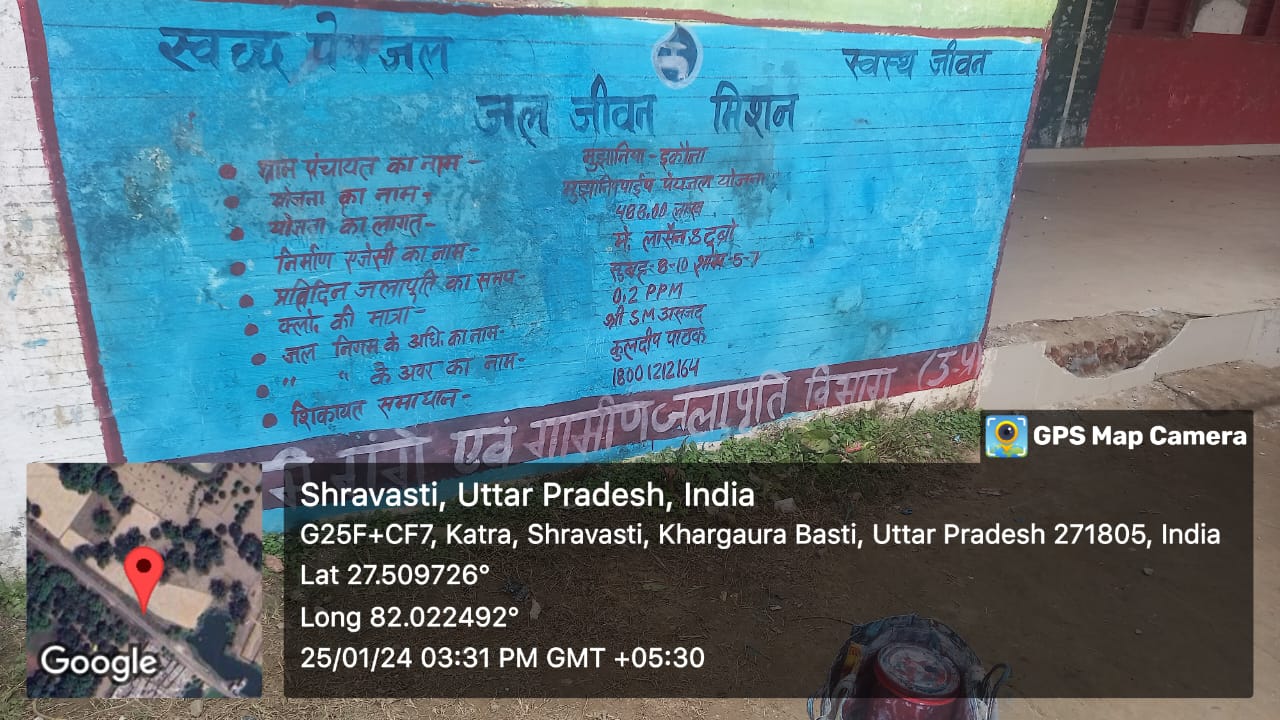 स्वच्छ पेयजल स्वस्थ जीवन
जल जीवन मिशन
• ग्राम पंचायत का नाम - मुझानिया - इकौना
• योजना का नाम - पेयजल योजना
• योजना का लागत - 488.00 लाख
• निर्माण एजेंसी का नाम - मे. लार्सन & टुब्रो
• प्रतिदिन जलापूर्ति का समय - सुबह - 8-10 शाम - 5-7
• क्लो. की मात्रा - 0.2 PPM
• जल निगम के अधि. का नाम - श्री SM असजद
• " " के अवर का नाम - कुलदीप पाठक
• शिकायत समाधान - 18001212164
एवं ग्रामीण जलापूर्ति विभाग (उ-प्र
GPS Map Camera
Shravasti, Uttar Pradesh, India
G25F+CF7, Katra, Shravasti, Khargaura Basti, Uttar Pradesh 271805, India
Lat 27.509726°
Long 82.022492°
25/01/24 03:31 PM GMT +05:30
Google